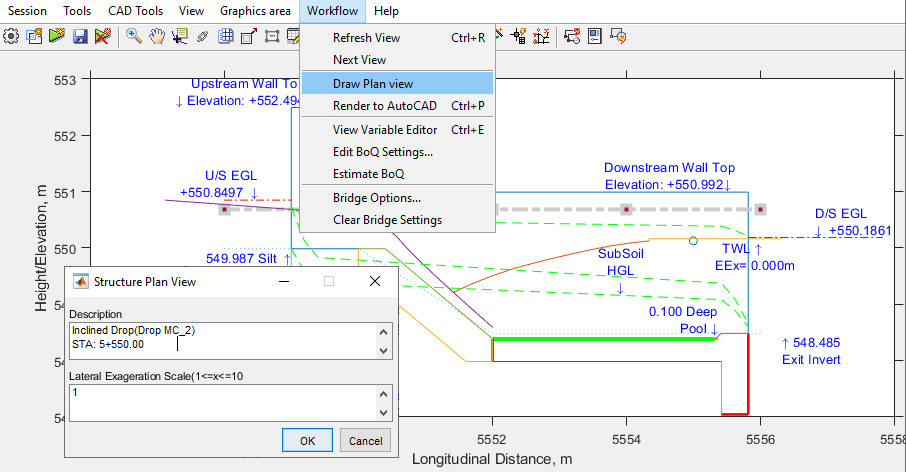 Session Tools CAD Tools View Graphics area Workflow Help
Refresh View Ctrl+R
Next View
Draw Plan view
Render to AutoCAD Ctrl+P
View Variable Editor Ctrl+E
Edit BoQ Settings...
Estimate BoQ
Bridge Options...
Clear Bridge Settings
Height/Elevation, m
553
552
551
550
Upstream Wall To
↓ Elevation: +552.494
U/S EGL
+550.8497 ↓
549.987 Silt ↑
Downstream Wall Top
Elevation: +550.992↓
D/S EGL
↓ +550.1861
TWL ↑
EEx= 0.000m
SubSoil
HGL
↓
0.100 Deep
Pool ↓
↑ 548.485
Exit Invert
Structure Plan View
Description
Inclined Drop(Drop MC_2)
STA: 5+550.00
Lateral Exageration Scale(1<=x<=10
1
OK Cancel
5552 5554 5556 5558
Longitudinal Distance, m